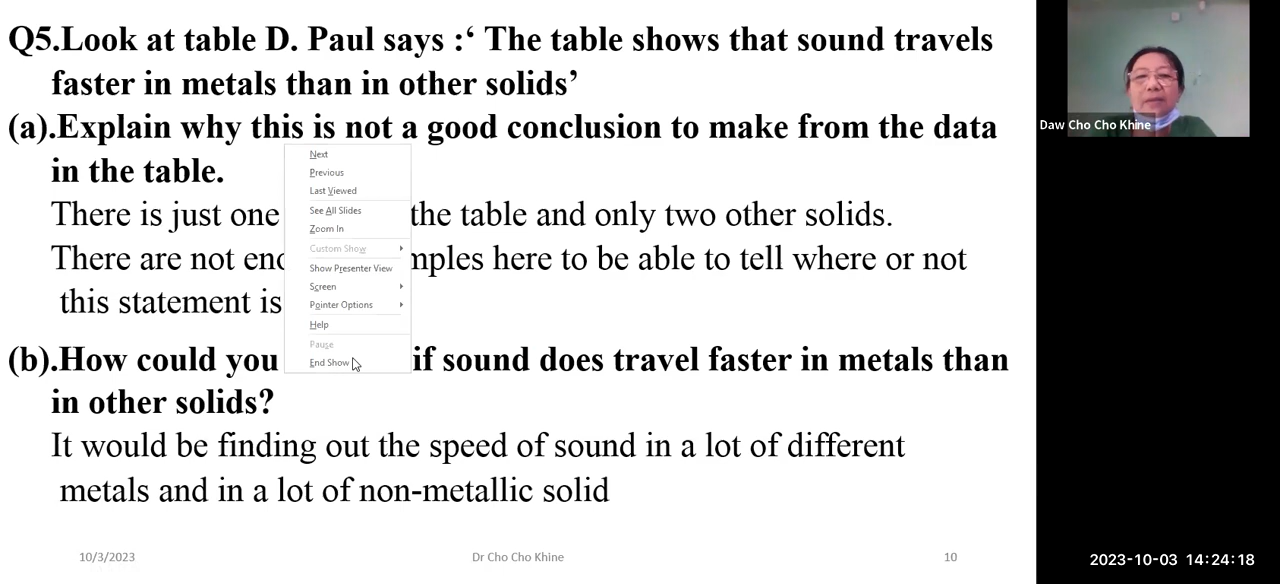 Q5.Look at table D. Paul says :‘ The table shows that sound travels
faster in metals than in other solids’
(a).Explain why this is not a good conclusion to make from the data
in the table.
There is just one the table and only two other solids.
There are not mples here to be able to tell where or not
this statement is
(b).How could you if sound does travel faster in metals than
in other solids?
It would be finding out the speed of sound in a lot of different
metals and in a lot of non-metallic solid
Next
Previous
Last Viewed
See All Slides
Zoom In
Custom Show
Show Presenter View
Screen
Pointer Options
Help
Pause
End Show
10/3/2023
Dr Cho Cho Khine
10
Daw Cho Cho Khine
2023-10-03 14:24:18